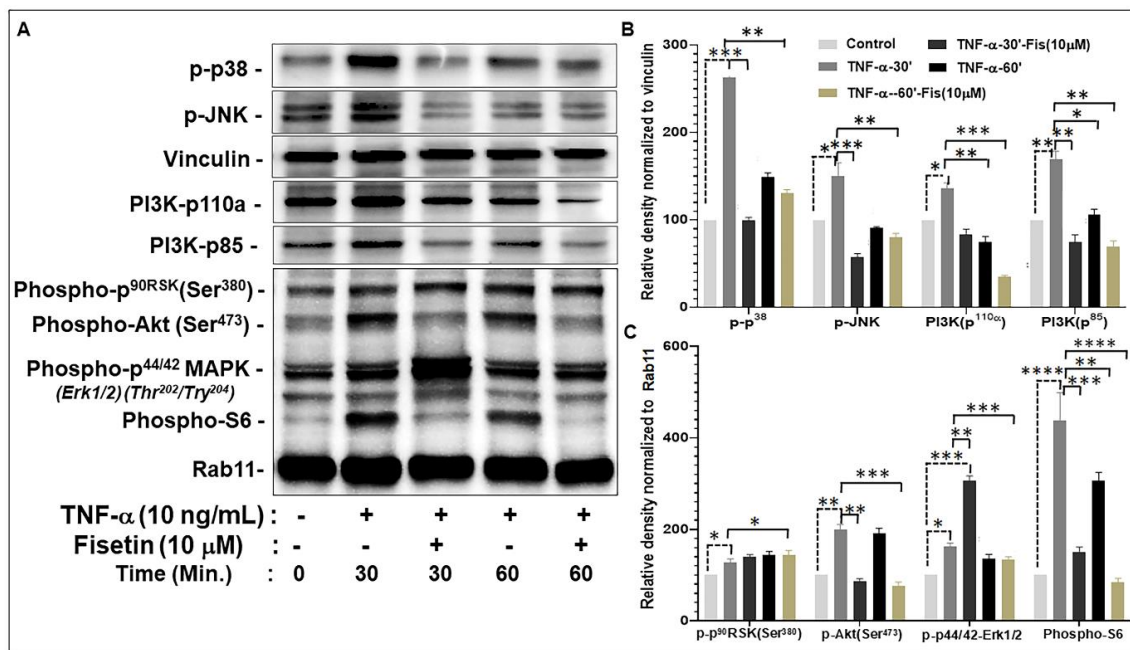 A
p-p38 -
p-JNK -
Vinculin -
PI3K-p110a -
PI3K-p85 -
Phospho-p90RSK(Ser380) -
Phospho-Akt (Ser473) -
Phospho-p44/42 MAPK -
(Erk1/2) (Thr202/Try204)
Phospho-S6 -
Rab11-
TNF-α (10 ng/mL) : - + + + +
Fisetin (10 µM) : - - + - +
Time (Min.) : 0 30 30 60 60
B
Relative density normalized to vinculin
300
250
200
150
100
50
0
Control
TNF-α-30'
TNF-α--60'-Fis(10µM)
TNF-α-30'-Fis(10µM)
TNF-α-60'
*** **
* *** **
* ** ***
** ** * **
p-p38 p-JNK PI3K(p110α) PI3K(p85)
C
Relative density normalized to Rab11
600
400
200
0
* *
** ** ***
* *** ** ***
**** *** ** ****
p-p90RSK(Ser380) p-Akt(Ser473) p-p44/42-Erk1/2 Phospho-S6